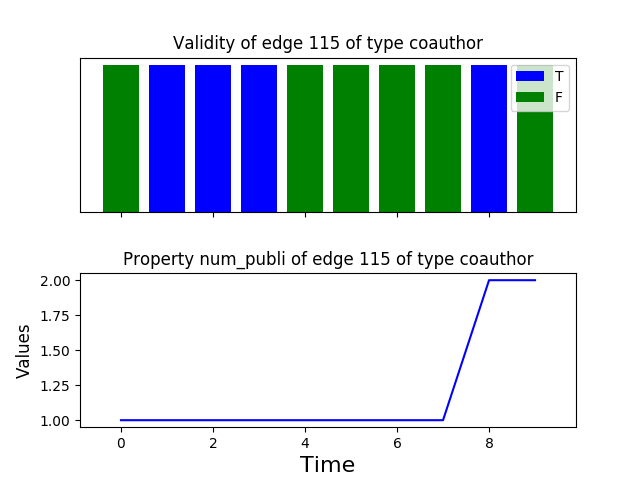 Validity of edge 115 of type coauthor
T
F
Property num_publi of edge 115 of type coauthor
2.00
1.75
1.50
1.25
1.00
Values
0 2 4 6 8
Time